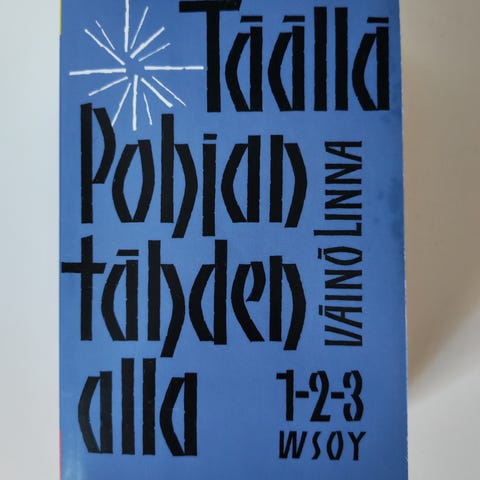 Täällä
Pohjan
tähden
alla
VÄINÖ LINNA
1-2-3
WSOY